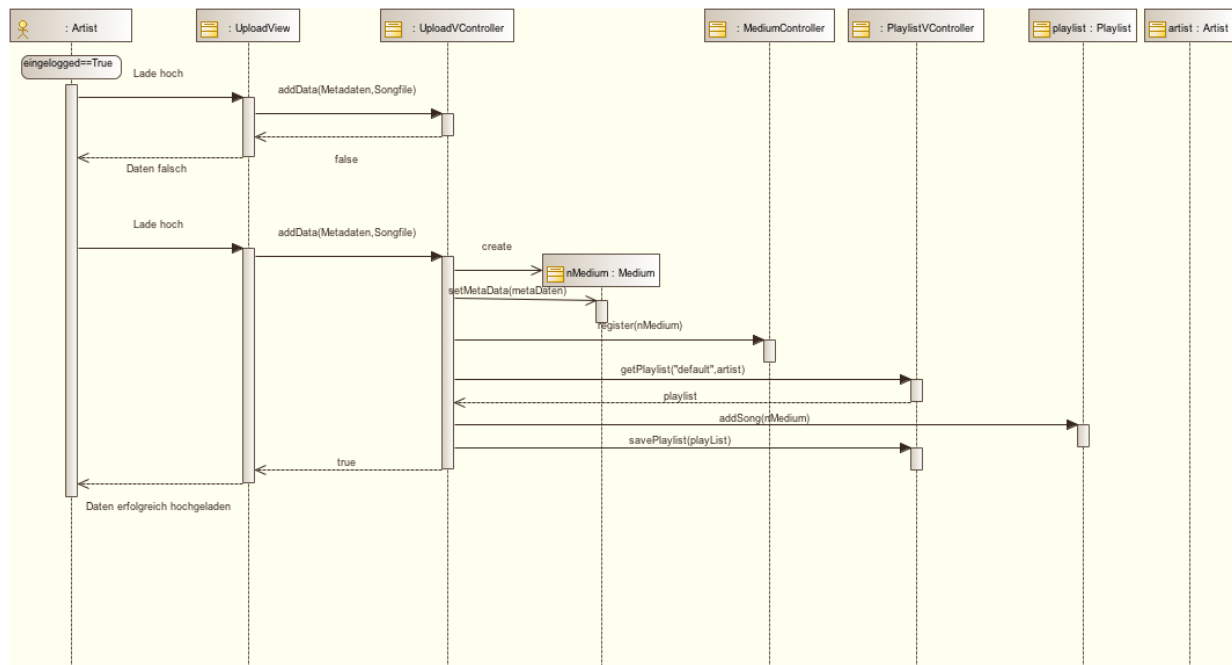 : Artist
: UploadView
: UploadVController
: MediumController
: PlaylistVController
playlist : Playlist
artist : Artist
eingelogged==True
Lade hoch
addData(Metadaten,Songfile)
false
Daten falsch
Lade hoch
addData(Metadaten,Songfile)
create
nMedium : Medium
setMetaData(metaDaten)
register(nMedium)
getPlaylist("default",artist)
playlist
addSong(nMedium)
savePlaylist(playList)
true
Daten erfolgreich hochgeladen